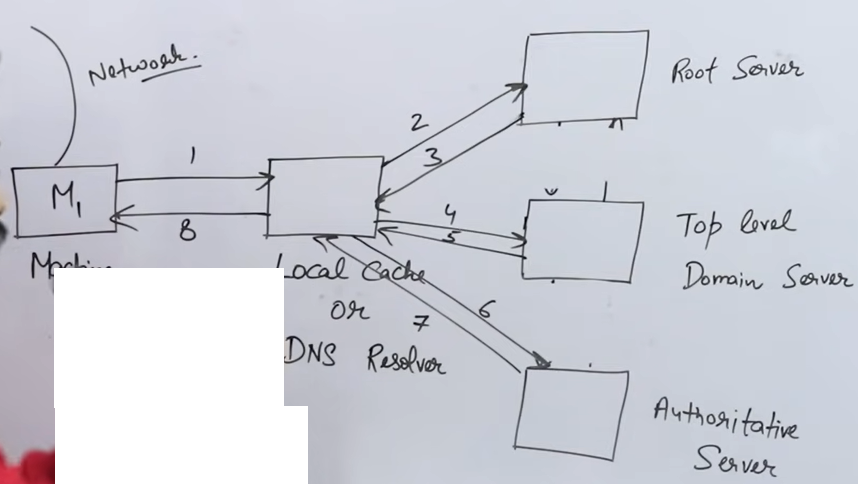 Network.
M1
1
8
2
3
4
5
6
7
Local Cache
or
DNS Resolver
Root Server
Top level
Domain Server
Authoritative
Server